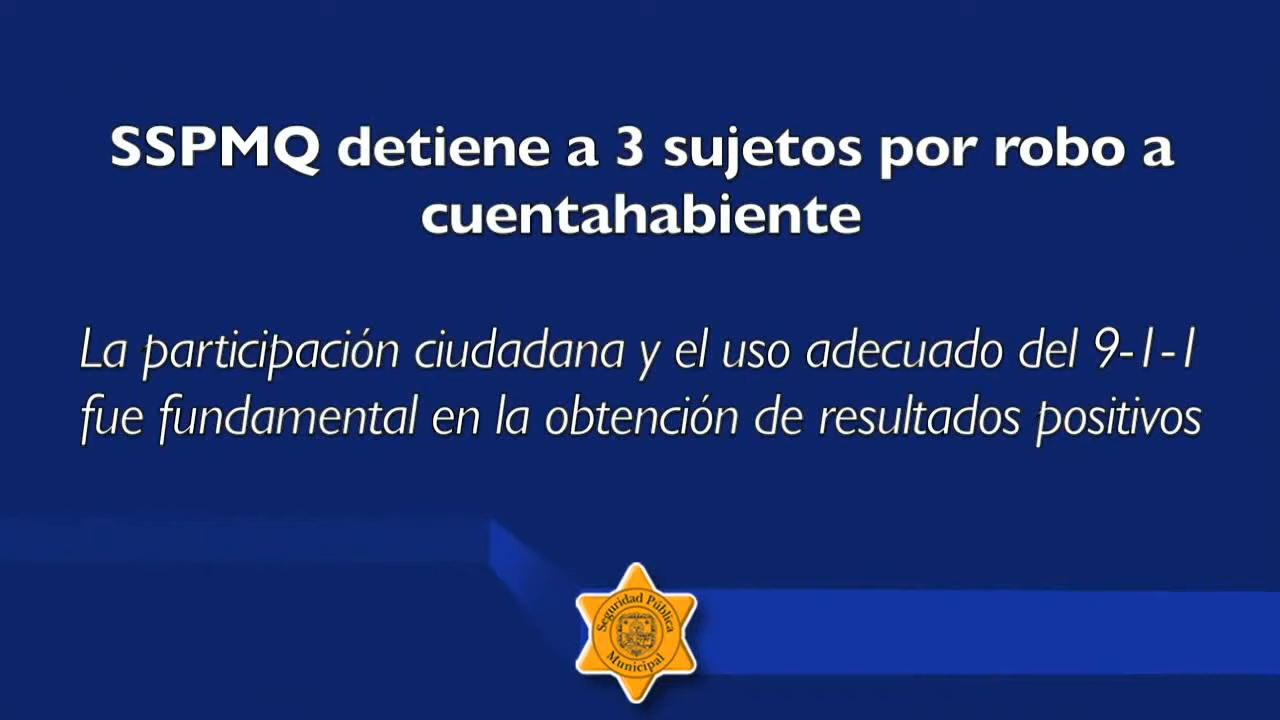 SSPMQ detiene a 3 sujetos por robo a
cuentahabiente
La participación ciudadana y el uso adecuado del 9-1-1
fue fundamental en la obtención de resultados positivos
Seguridad Pública
Municipal